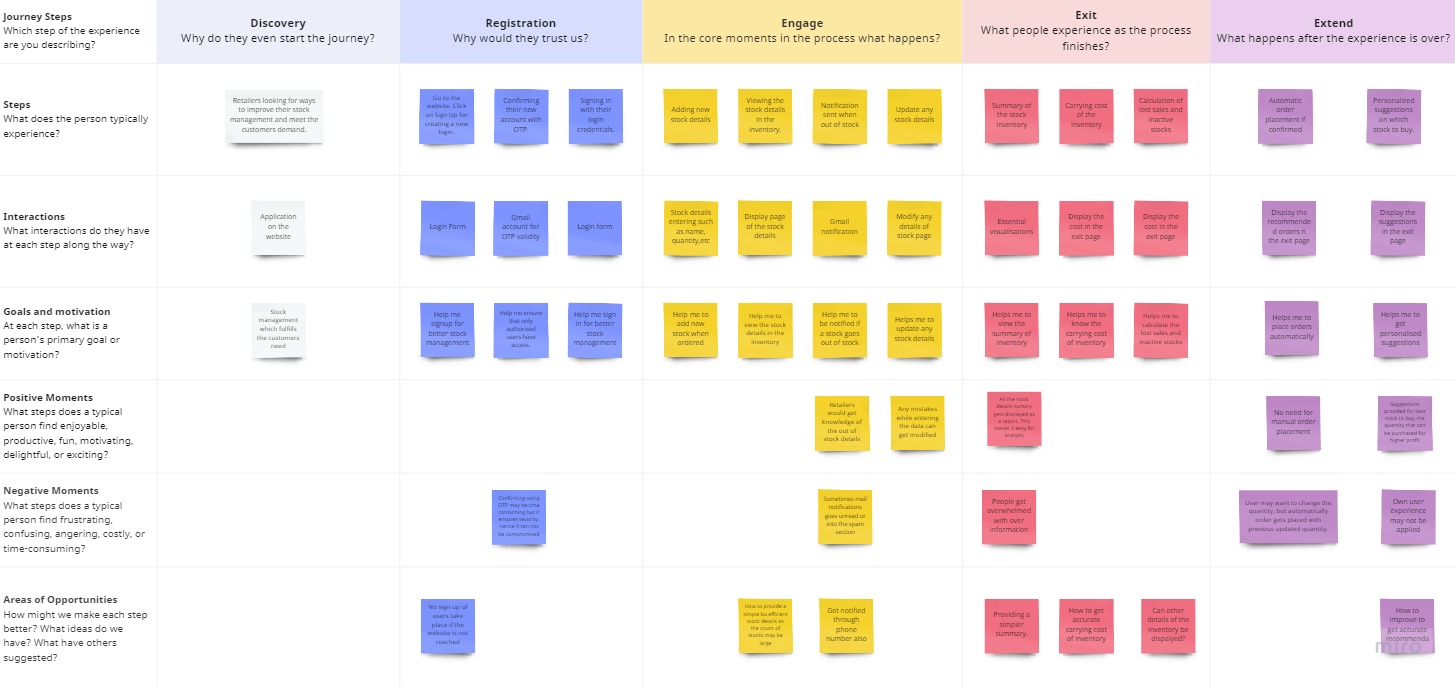 Journey Steps
Which step of the experience
are you describing?
Discovery
Why do they even start the journey?
Registration
Why would they trust us?
Engage
In the core moments in the process what happens?
Exit
What people experience as the process
finishes?
Extend
What happens after the experience is over?
Steps
What does the person typically
experience?
Retailers looking for ways
to improve their stock
management and meet the
customers demand.
Go to the
website. Click
on Sign Up for
creating a new
login.
Confirming
their new
account with
OTP.
Signing in
with their
login
credentials.
Adding new
stock details
Viewing the
stock details
in the
inventory.
Notification
sent when
out of stock
Update any
stock details
Summary of
the stock
inventory
Carrying cost
of the
inventory
Calculation of
lost sales and
inactive
stocks
Automatic
order
placement if
confirmed
Personalized
suggestions
on which
stock to buy.
Interactions
What interactions do they have
at each step along the way?
Application
on the
website
Login Form
Gmail
account for
OTP validity
Login form
Stock details
entering such
as name,
quantity,etc
Display page
of the stock
details
Gmail
notification
Modify any
details of
stock page
Essential
visualisations
Display the
cost in the
exit page
Display the
cost in the
exit page
Display the
recommende
d orders n
the exit page
Display the
suggestions
in the exit
page
Goals and motivation
At each step, what is a
person's primary goal or
motivation?
Stock
management
which fulfills
the customers
need
Help me
signup for
better stock
management
Help me ensure
that only
authorised
users have
access.
Help me sign
in for better
stock
management
Help me to
add new
stock when
ordered
Help me to
view the stock
details in the
inventory
Help me to
be notified if
a stock goes
out of stock
Helps me to
update any
stock details
Helps me to
view the
summary of
inventory
Helps me to
know the
carrying cost
of inventory
Helps me to
calculate the
lost sales and
inactive stocks
Helps me to
place orders
automatically
Helps me to
get
personalised
suggestions
Positive Moments
What steps does a typical
person find enjoyable,
productive, fun, motivating,
delightful, or exciting?
Retailers
would get
knowledge of
the out of
stock details
Any mistakes
while entering
the data can
get modified
All the stock
details sumary
gets displayed as
a report. This
makes it easy for
analysis
No need for
manual order
placement
Suggestions
provided for best
stock to buy, the
quantity that can
be purchased for
higher profit
Negative Moments
What steps does a typical
person find frustrating,
confusing, angering, costly, or
time-consuming?
Confirming using
OTP may be time
consuming but it
ensures security.
Hence it can not
be compromised
Sometimes mail
notifications
goes unread or
into the spam
section
People get
overwhelmed
with over
information
User may want to change the
quantity, but automatically
order gets placed with
previous updated quantity.
Own user
experience
may not be
applied
Areas of Opportunities
How might we make each step
better? What ideas do we
have? What have others
suggested?
No sign up of
users take
place if the
website is not
reached
How to provide a
simple bu efficient
stock details as
the count of
stocks may be
large
Get notified
through
phone
number also
Providing a
simpler
summary.
How to get
accurate
carrying cost
of inventory
Can other
details of the
inventory be
dispalyed?
How to
improve to
get accurate
recommenda
miro